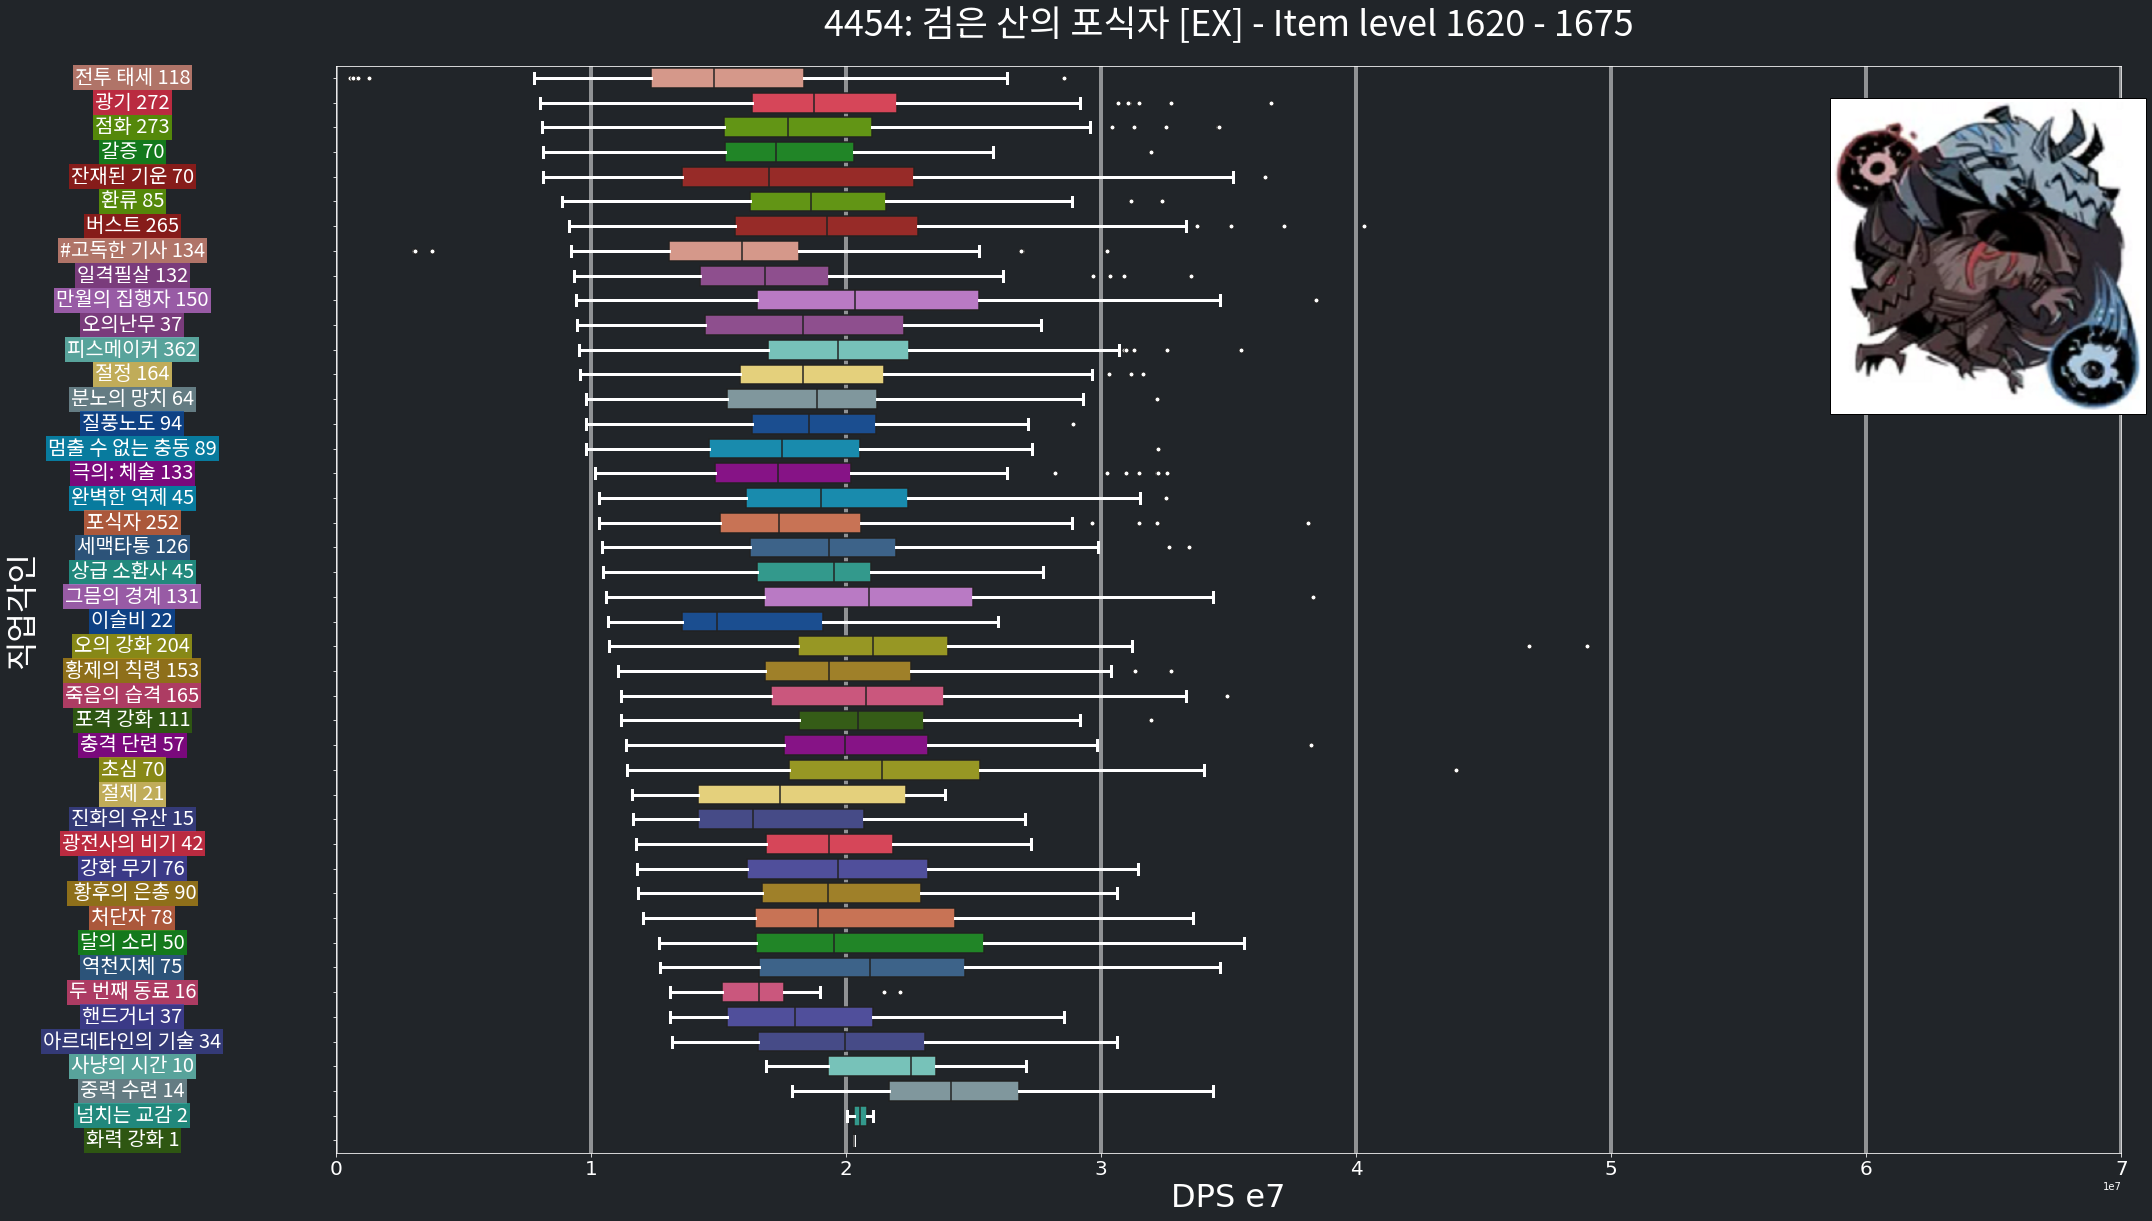 4454: 검은 산의 포식자 [EX] - Item level 1620 - 1675
직업각인
전투 태세 118
광기 272
점화 273
갈증 70
잔재된 기운 70
환류 85
버스트 265
#고독한 기사 134
일격필살 132
만월의 집행자 150
오의난무 37
피스메이커 362
절정 164
분노의 망치 64
질풍노도 94
멈출 수 없는 충동 89
극의: 체술 133
완벽한 억제 45
포식자 252
세맥타통 126
상급 소환사 45
그믐의 경계 131
이슬비 22
오의 강화 204
황제의 칙령 153
죽음의 습격 165
포격 강화 111
충격 단련 57
초심 70
절제 21
진화의 유산 15
광전사의 비기 42
강화 무기 76
황후의 은총 90
처단자 78
달의 소리 50
역천지체 75
두 번째 동료 16
핸드거너 37
아르데타인의 기술 34
사냥의 시간 10
중력 수련 14
넘치는 교감 2
화력 강화 1
0 1 2 3 4 5 6 7
1e7
DPS e7